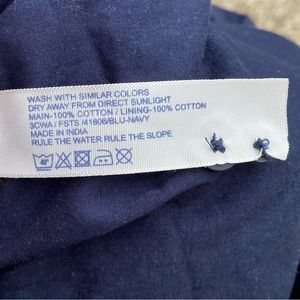 WASH WITH SIMILAR COLORS
DRY AWAY FROM DIRECT SUNLIGHT
MAIN-100% COTTON / LINING-100% COTTON
3CWA / FSTS /41806/BLU-NAVY
MADE IN INDIA
RULE THE WATER RULE THE SLOPE.